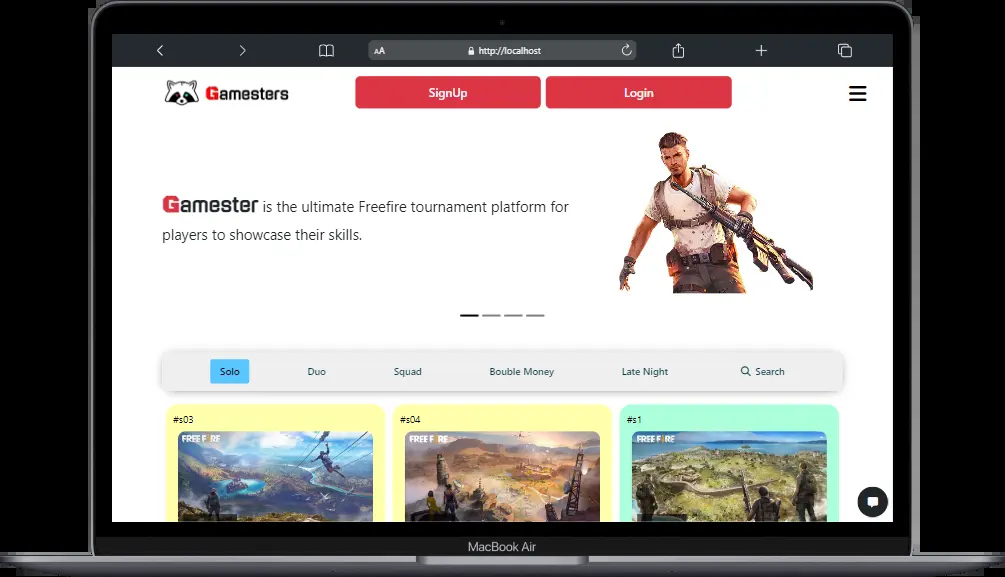 AA http://localhost
Gamesters SignUp Login
Gamester is the ultimate Freefire tournament platform for
players to showcase their skills.
Solo Duo Squad Bouble Money Late Night Search
#s03 #s04 #s1
FREE FIRE FREE FIRE FREE FIRE
MacBook Air